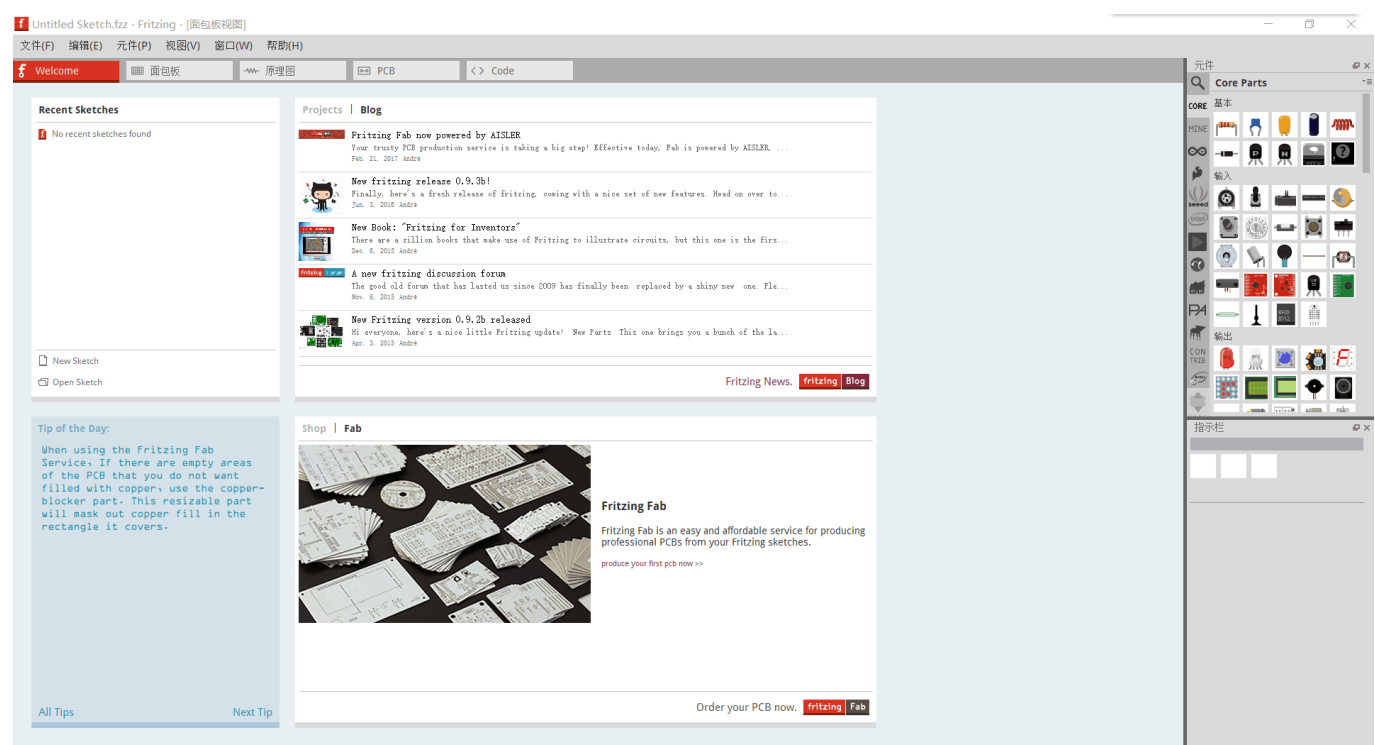 Untitled Sketch.fzz - Fritzing - [面包板视图]
文件(F) 编辑(E) 元件(P) 视图(V) 窗口(W) 帮助(H)
Welcome 面包板 原理图 PCB Code
Recent Sketches
No recent sketches found
New Sketch
Open Sketch
Projects | Blog
Fritzing Fab now powered by AISLER
Your trusty PCB production service is taking a big step! Effective today, Fab is powered by AISLER, ...
Feb. 21, 2017 André
New fritzing release 0.9.3b!
Finally, here's a fresh release of fritzing, coming with a nice set of new features. Head on over to...
Jun. 3, 2016 André
New Book: "Fritzing for Inventors"
There are a zillion books that make use of Fritzing to illustrate circuits, but this one is the firs...
Dec. 6, 2015 André
A new fritzing discussion forum
The good old forum that has lasted us since 2009 has finally been replaced by a shiny new one. Ple...
Nov. 8, 2015 André
New Fritzing version 0.9.2b released
Hi everyone, here's a nice little Fritzing update! New Parts This one brings you a bunch of the la...
Apr. 3, 2015 André
Fritzing News. fritzing Blog
Tip of the Day:
When using the Fritzing Fab
Service, If there are empty areas
of the PCB that you do not want
filled with copper, use the copper-
blocker part. This resizable part
will mask out copper fill in the
rectangle it covers.
All Tips Next Tip
Shop | Fab
Fritzing Fab
Fritzing Fab is an easy and affordable service for producing
professional PCBs from your Fritzing sketches.
produce your first pcb now >>
Order your PCB now. fritzing Fab
元件
Core Parts
CORE
MINE
seeed
intel
PA
CON
TRIB
基本
输入
RFID
ID12
输出
指示栏